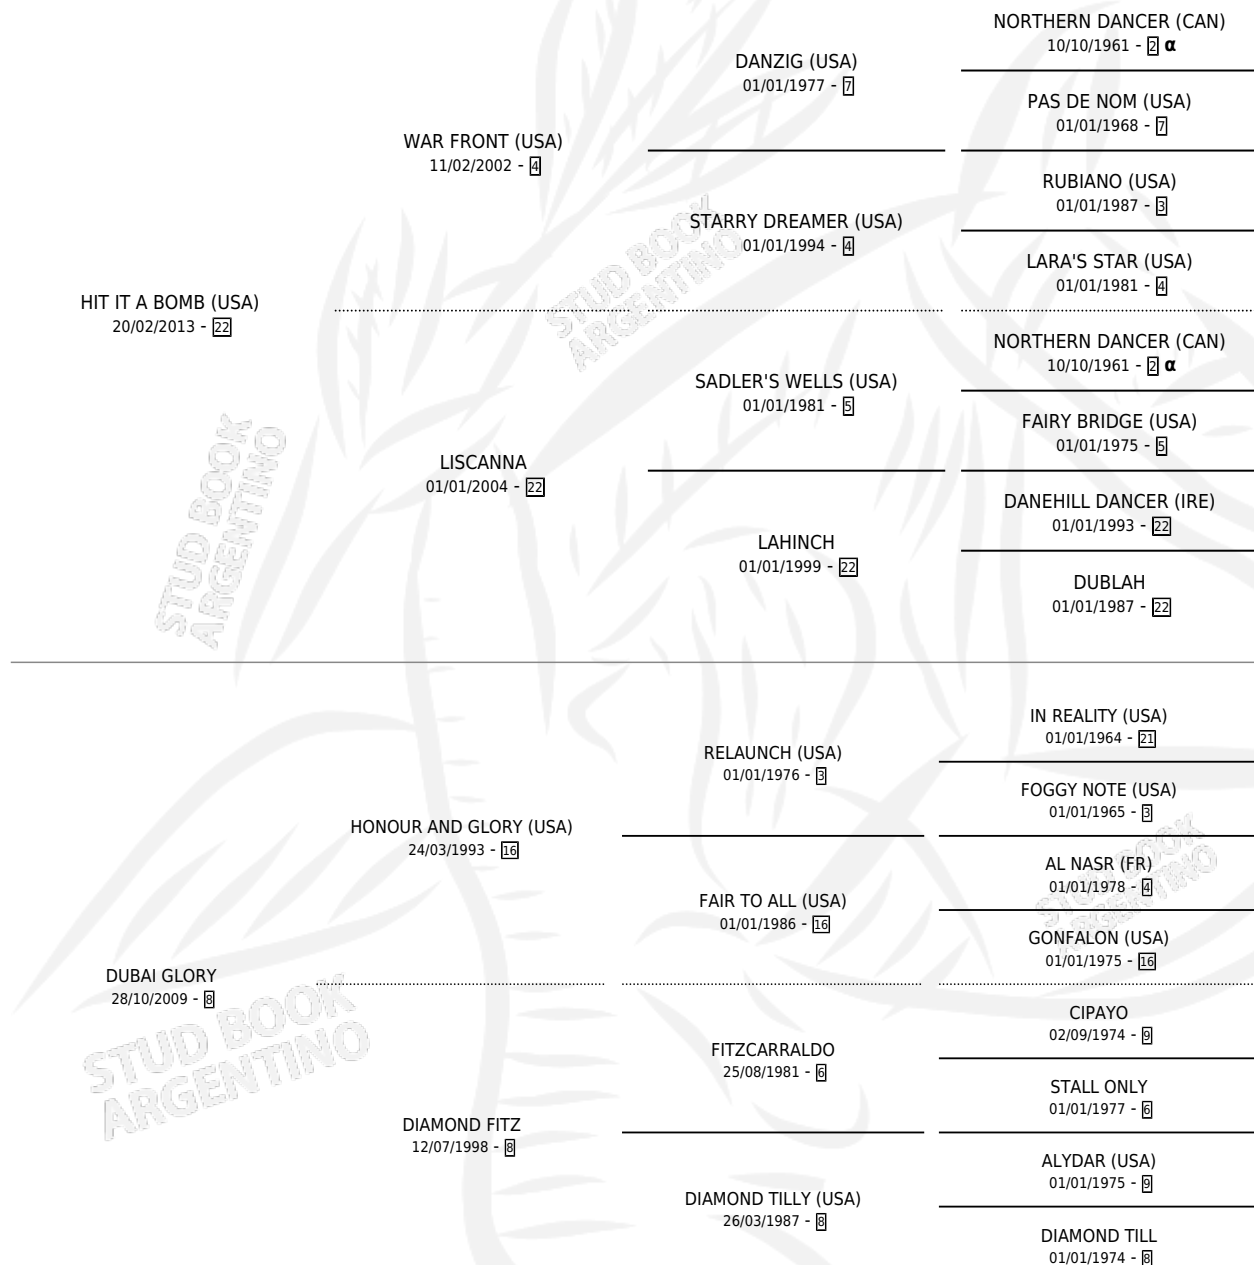 NORTHERN DANCER (CAN)
10/10/1961 - 2 α
DANZIG (USA)
01/01/1977 - 7
PAS DE NOM (USA)
01/01/1968 - 7
WAR FRONT (USA)
11/02/2002 - 4
RUBIANO (USA)
01/01/1987 - 3
STARRY DREAMER (USA)
01/01/1994 - 4
LARA'S STAR (USA)
01/01/1981 - 4
HIT IT A BOMB (USA)
20/02/2013 - 22
NORTHERN DANCER (CAN)
10/10/1961 - 2 α
SADLER'S WELLS (USA)
01/01/1981 - 5
FAIRY BRIDGE (USA)
01/01/1975 - 5
LISCANNA
01/01/2004 - 22
DANEHILL DANCER (IRE)
01/01/1993 - 22
LAHINCH
01/01/1999 - 22
DUBLAH
01/01/1987 - 22
IN REALITY (USA)
01/01/1964 - 21
RELAUNCH (USA)
01/01/1976 - 3
FOGGY NOTE (USA)
01/01/1965 - 3
HONOUR AND GLORY (USA)
24/03/1993 - 16
AL NASR (FR)
01/01/1978 - 4
FAIR TO ALL (USA)
01/01/1986 - 16
GONFALON (USA)
01/01/1975 - 16
DUBAI GLORY
28/10/2009 - 8
CIPAYO
02/09/1974 - 9
FITZCARRALDO
25/08/1981 - 6
STALL ONLY
01/01/1977 - 6
DIAMOND FITZ
12/07/1998 - 8
ALYDAR (USA)
01/01/1975 - 9
DIAMOND TILLY (USA)
26/03/1987 - 8
DIAMOND TILL
01/01/1974 - 8
STUD BOOK
ARGENTINO
STUD BOOK
ARGENTINO
STUD BOOK
ARGENTINO
STUD BOOK
ARGENTINO